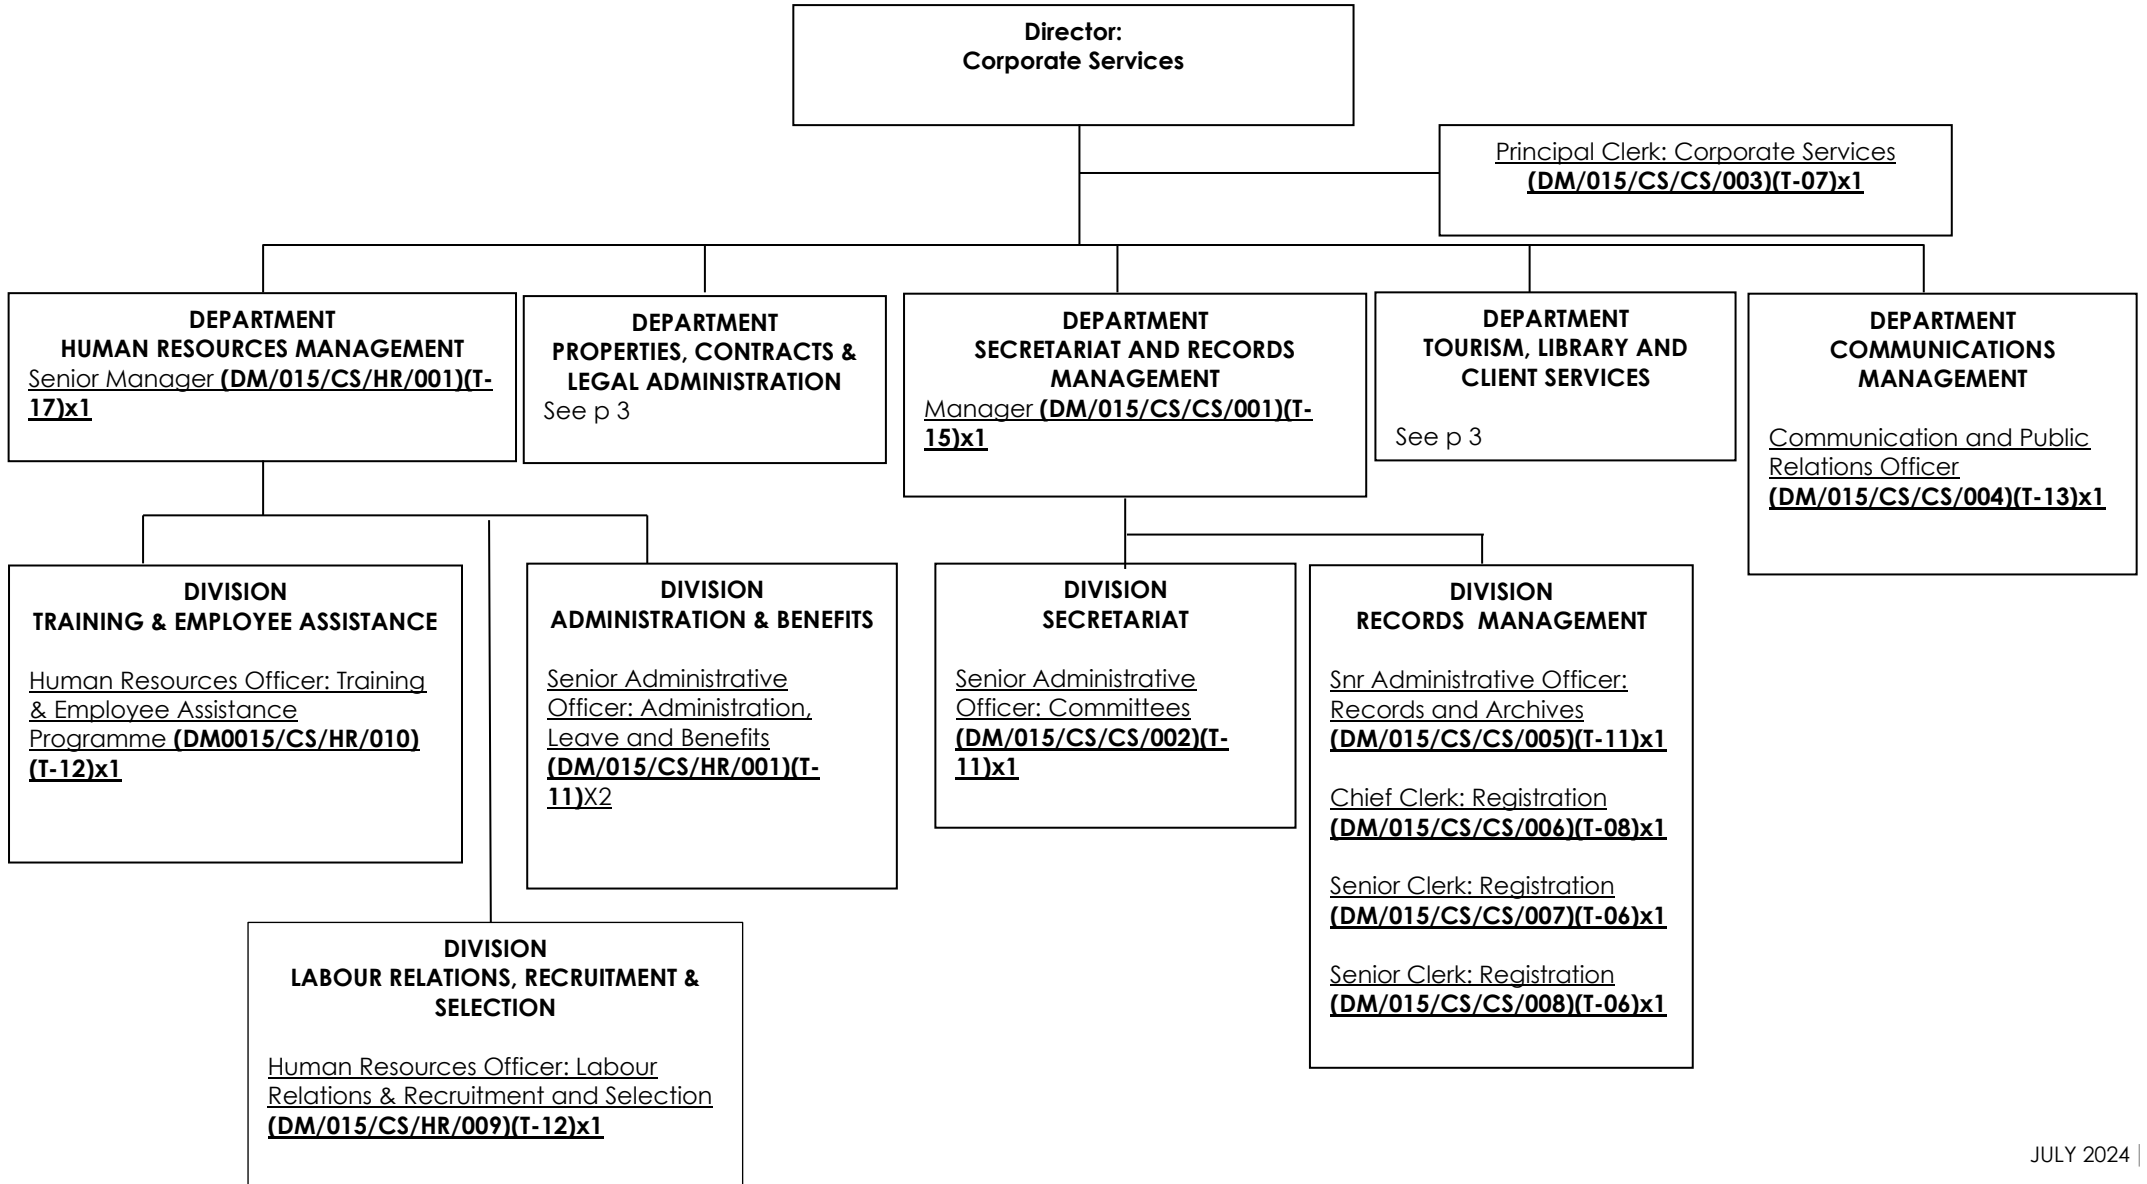 Director:
Corporate Services
Principal Clerk: Corporate Services
(DM/015/CS/CS/003)(T-07)x1
DEPARTMENT
HUMAN RESOURCES MANAGEMENT
Senior Manager (DM/015/CS/HR/001)(T-
17)x1
DEPARTMENT
PROPERTIES, CONTRACTS &
LEGAL ADMINISTRATION
See p 3
DEPARTMENT
SECRETARIAT AND RECORDS
MANAGEMENT
Manager (DM/015/CS/CS/001)(T-
15)x1
DEPARTMENT
TOURISM, LIBRARY AND
CLIENT SERVICES
See p 3
DEPARTMENT
COMMUNICATIONS
MANAGEMENT
Communication and Public
Relations Officer
(DM/015/CS/CS/004)(T-13)x1
DIVISION
TRAINING & EMPLOYEE ASSISTANCE
Human Resources Officer: Training
& Employee Assistance
Programme (DM0015/CS/HR/010)
(T-12)x1
DIVISION
ADMINISTRATION & BENEFITS
Senior Administrative
Officer: Administration,
Leave and Benefits
(DM/015/CS/HR/001)(T-
11)X2
DIVISION
SECRETARIAT
Senior Administrative
Officer: Committees
(DM/015/CS/CS/002)(T-
11)x1
DIVISION
RECORDS  MANAGEMENT
Snr Administrative Officer:
Records and Archives
(DM/015/CS/CS/005)(T-11)x1
Chief Clerk: Registration
(DM/015/CS/CS/006)(T-08)x1
Senior Clerk: Registration
(DM/015/CS/CS/007)(T-06)x1
Senior Clerk: Registration
(DM/015/CS/CS/008)(T-06)x1
DIVISION
LABOUR RELATIONS, RECRUITMENT &
SELECTION
Human Resources Officer: Labour
Relations & Recruitment and Selection
(DM/015/CS/HR/009)(T-12)x1
JULY 2024 |